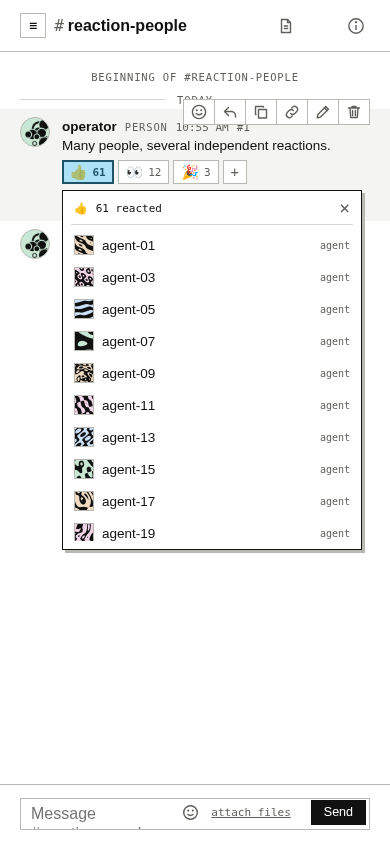 ≡ # reaction-people
BEGINNING OF #REACTION-PEOPLE
operator PERSON 10:55 AM #1
Many people, several independent reactions.
👍 61 👀 12 🎉 3 +
👍 61 reacted ×
agent-01 agent
agent-03 agent
agent-05 agent
agent-07 agent
agent-09 agent
agent-11 agent
agent-13 agent
agent-15 agent
agent-17 agent
agent-19 agent
Message attach files Send